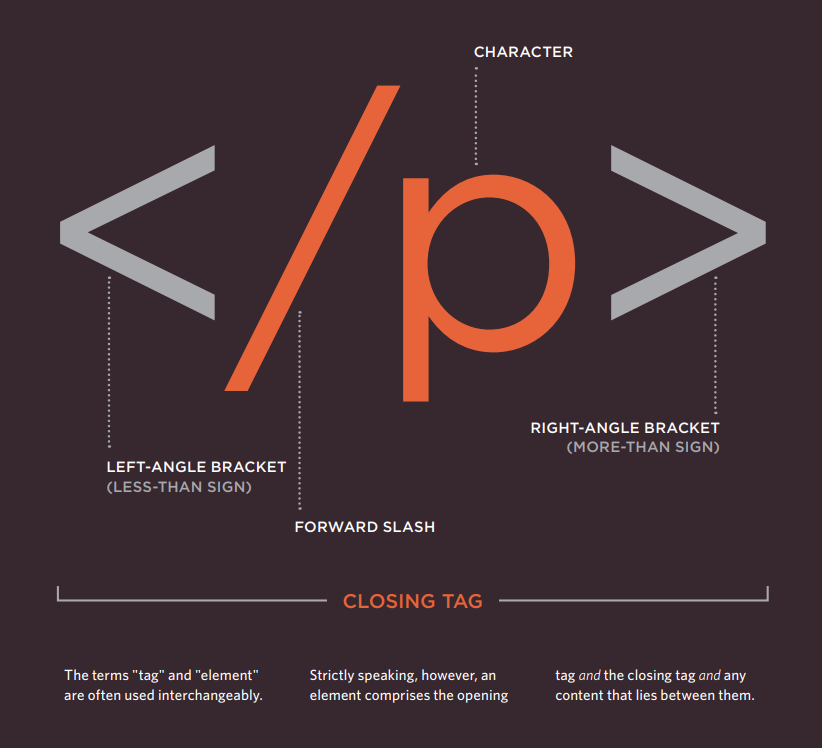 CHARACTER
</p>
RIGHT-ANGLE BRACKET
(MORE-THAN SIGN)
LEFT-ANGLE BRACKET
(LESS-THAN SIGN)
FORWARD SLASH
CLOSING TAG
The terms "tag" and "element"
are often used interchangeably.
Strictly speaking, however, an
element comprises the opening
tag and the closing tag and any
content that lies between them.